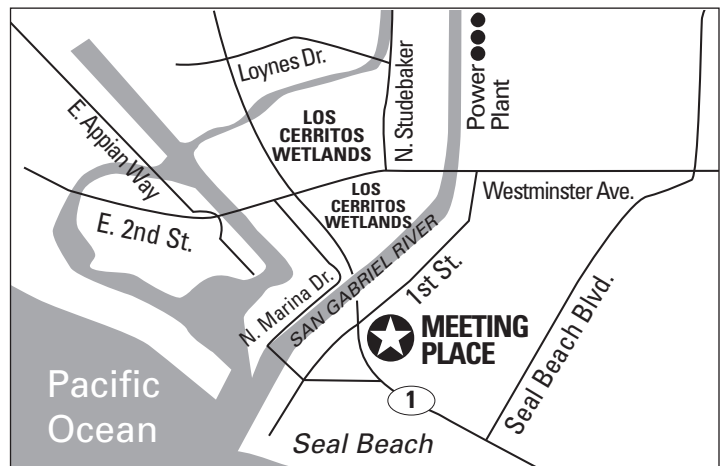 Loynes Dr.
N. Studebaker
Power
Plant
LOS
CERRITOS
WETLANDS
E. Appian Way
Westminster Ave.
LOS
CERRITOS
WETLANDS
E. 2nd St.
SAN GABRIEL RIVER
1st St.
N. Marina Dr.
MEETING
PLACE
Seal Beach Blvd.
Pacific
Ocean
1
Seal Beach